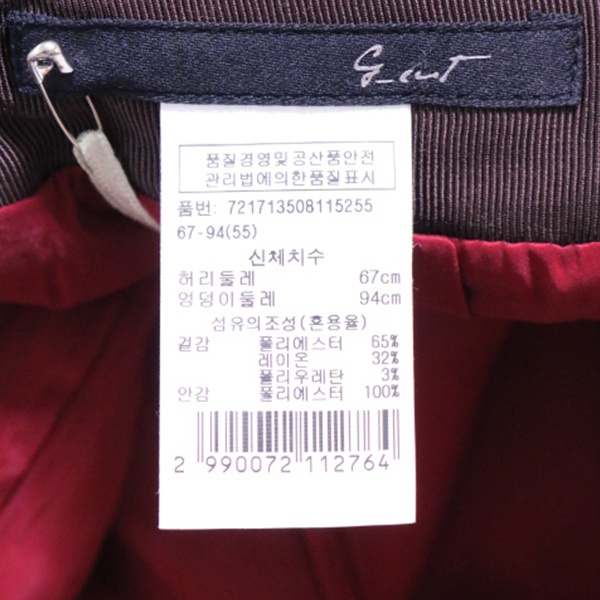 G_cut
품질경영및공산품안전
관리법에의한품질표시
품번: 721713508115255
67-94(55)
신체치수
허리둘레 67cm
엉덩이둘레 94cm
섬유의조성(혼용율)
겉감 폴리에스터 65%
레이온 32%
폴리우레탄 3%
안감 폴리에스터 100%
2 990072 112764